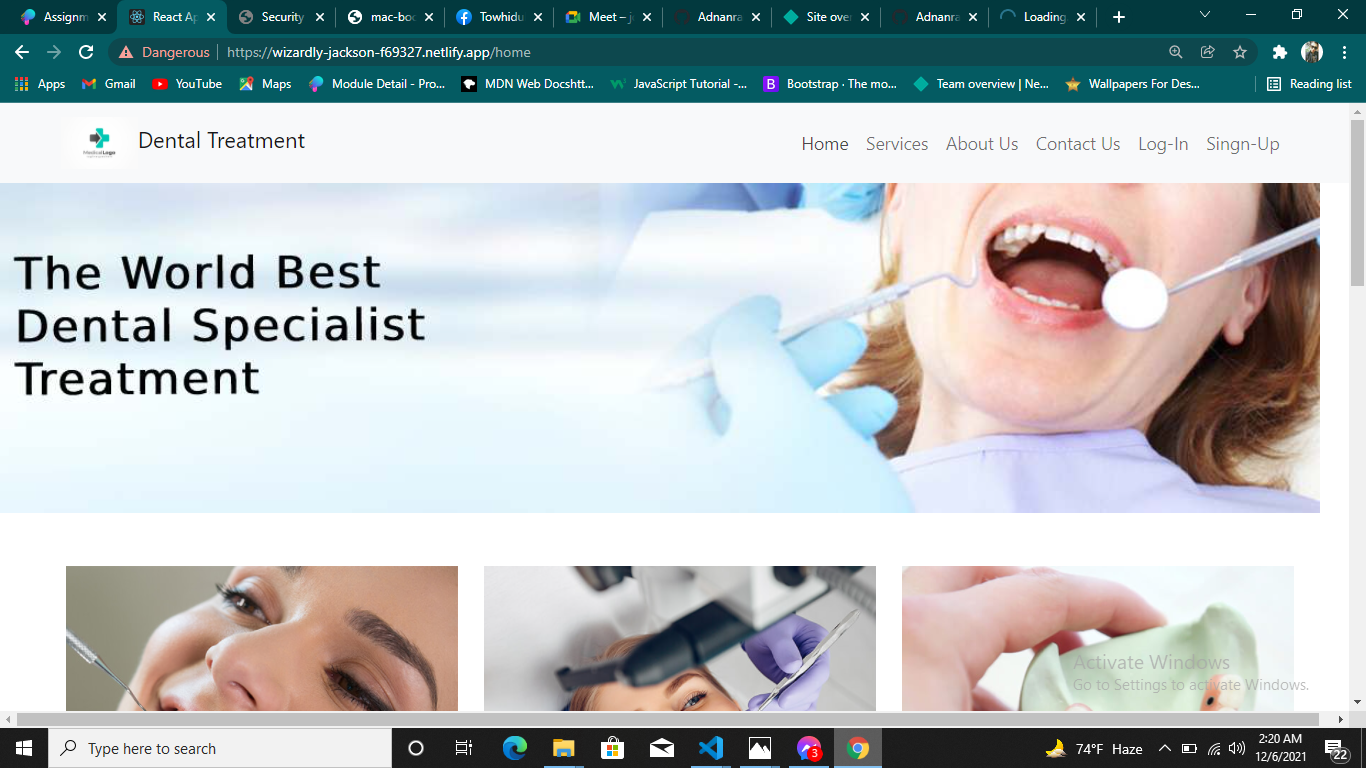 Assignm
React Ap
Security
mac-boo
Towhidu
Meet – j
Adnanra
Site over
Adnanra
Loading
Dangerous
https://wizardly-jackson-f69327.netlify.app/home
Apps
Gmail
YouTube
Maps
Module Detail - Pro...
MDN Web Docshtt...
JavaScript Tutorial -...
Bootstrap · The mo...
Team overview | Ne...
Wallpapers For Des...
Reading list
Dental Treatment
Home
Services
About Us
Contact Us
Log-In
Singn-Up
The World Best
Dental Specialist
Treatment
Activate Windows
Go to Settings to activate Windows.
Type here to search
3
74°F Haze
2:20 AM
12/6/2021
22